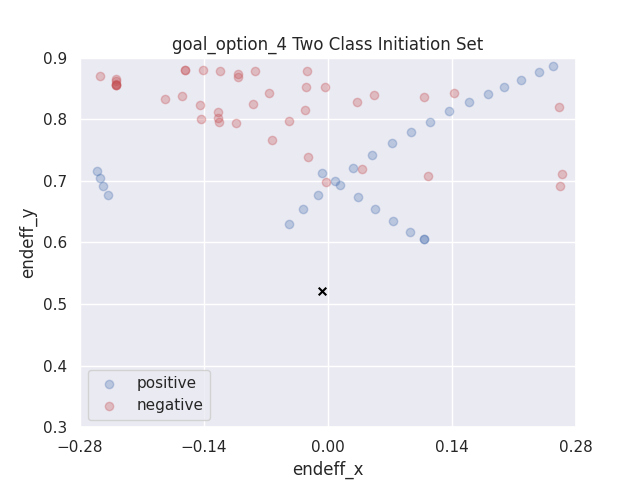 goal_option_4 Two Class Initiation Set
endeff_y
0.9
0.8
0.7
0.6
0.5
0.4
0.3
positive
negative
−0.28 −0.14 0.00 0.14 0.28
endeff_x